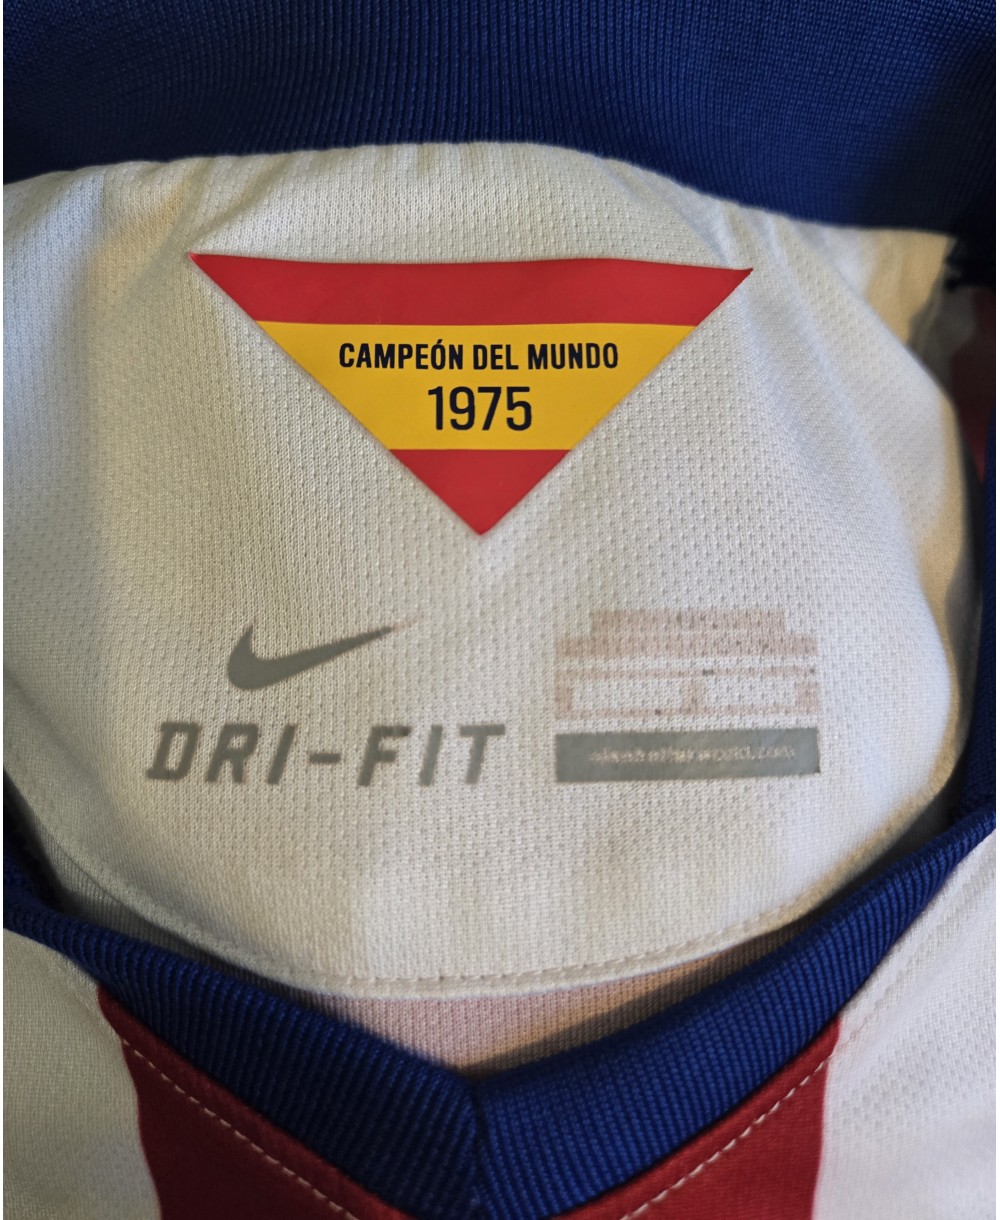 CAMPEÓN DEL MUNDO
1975
DRI-FIT